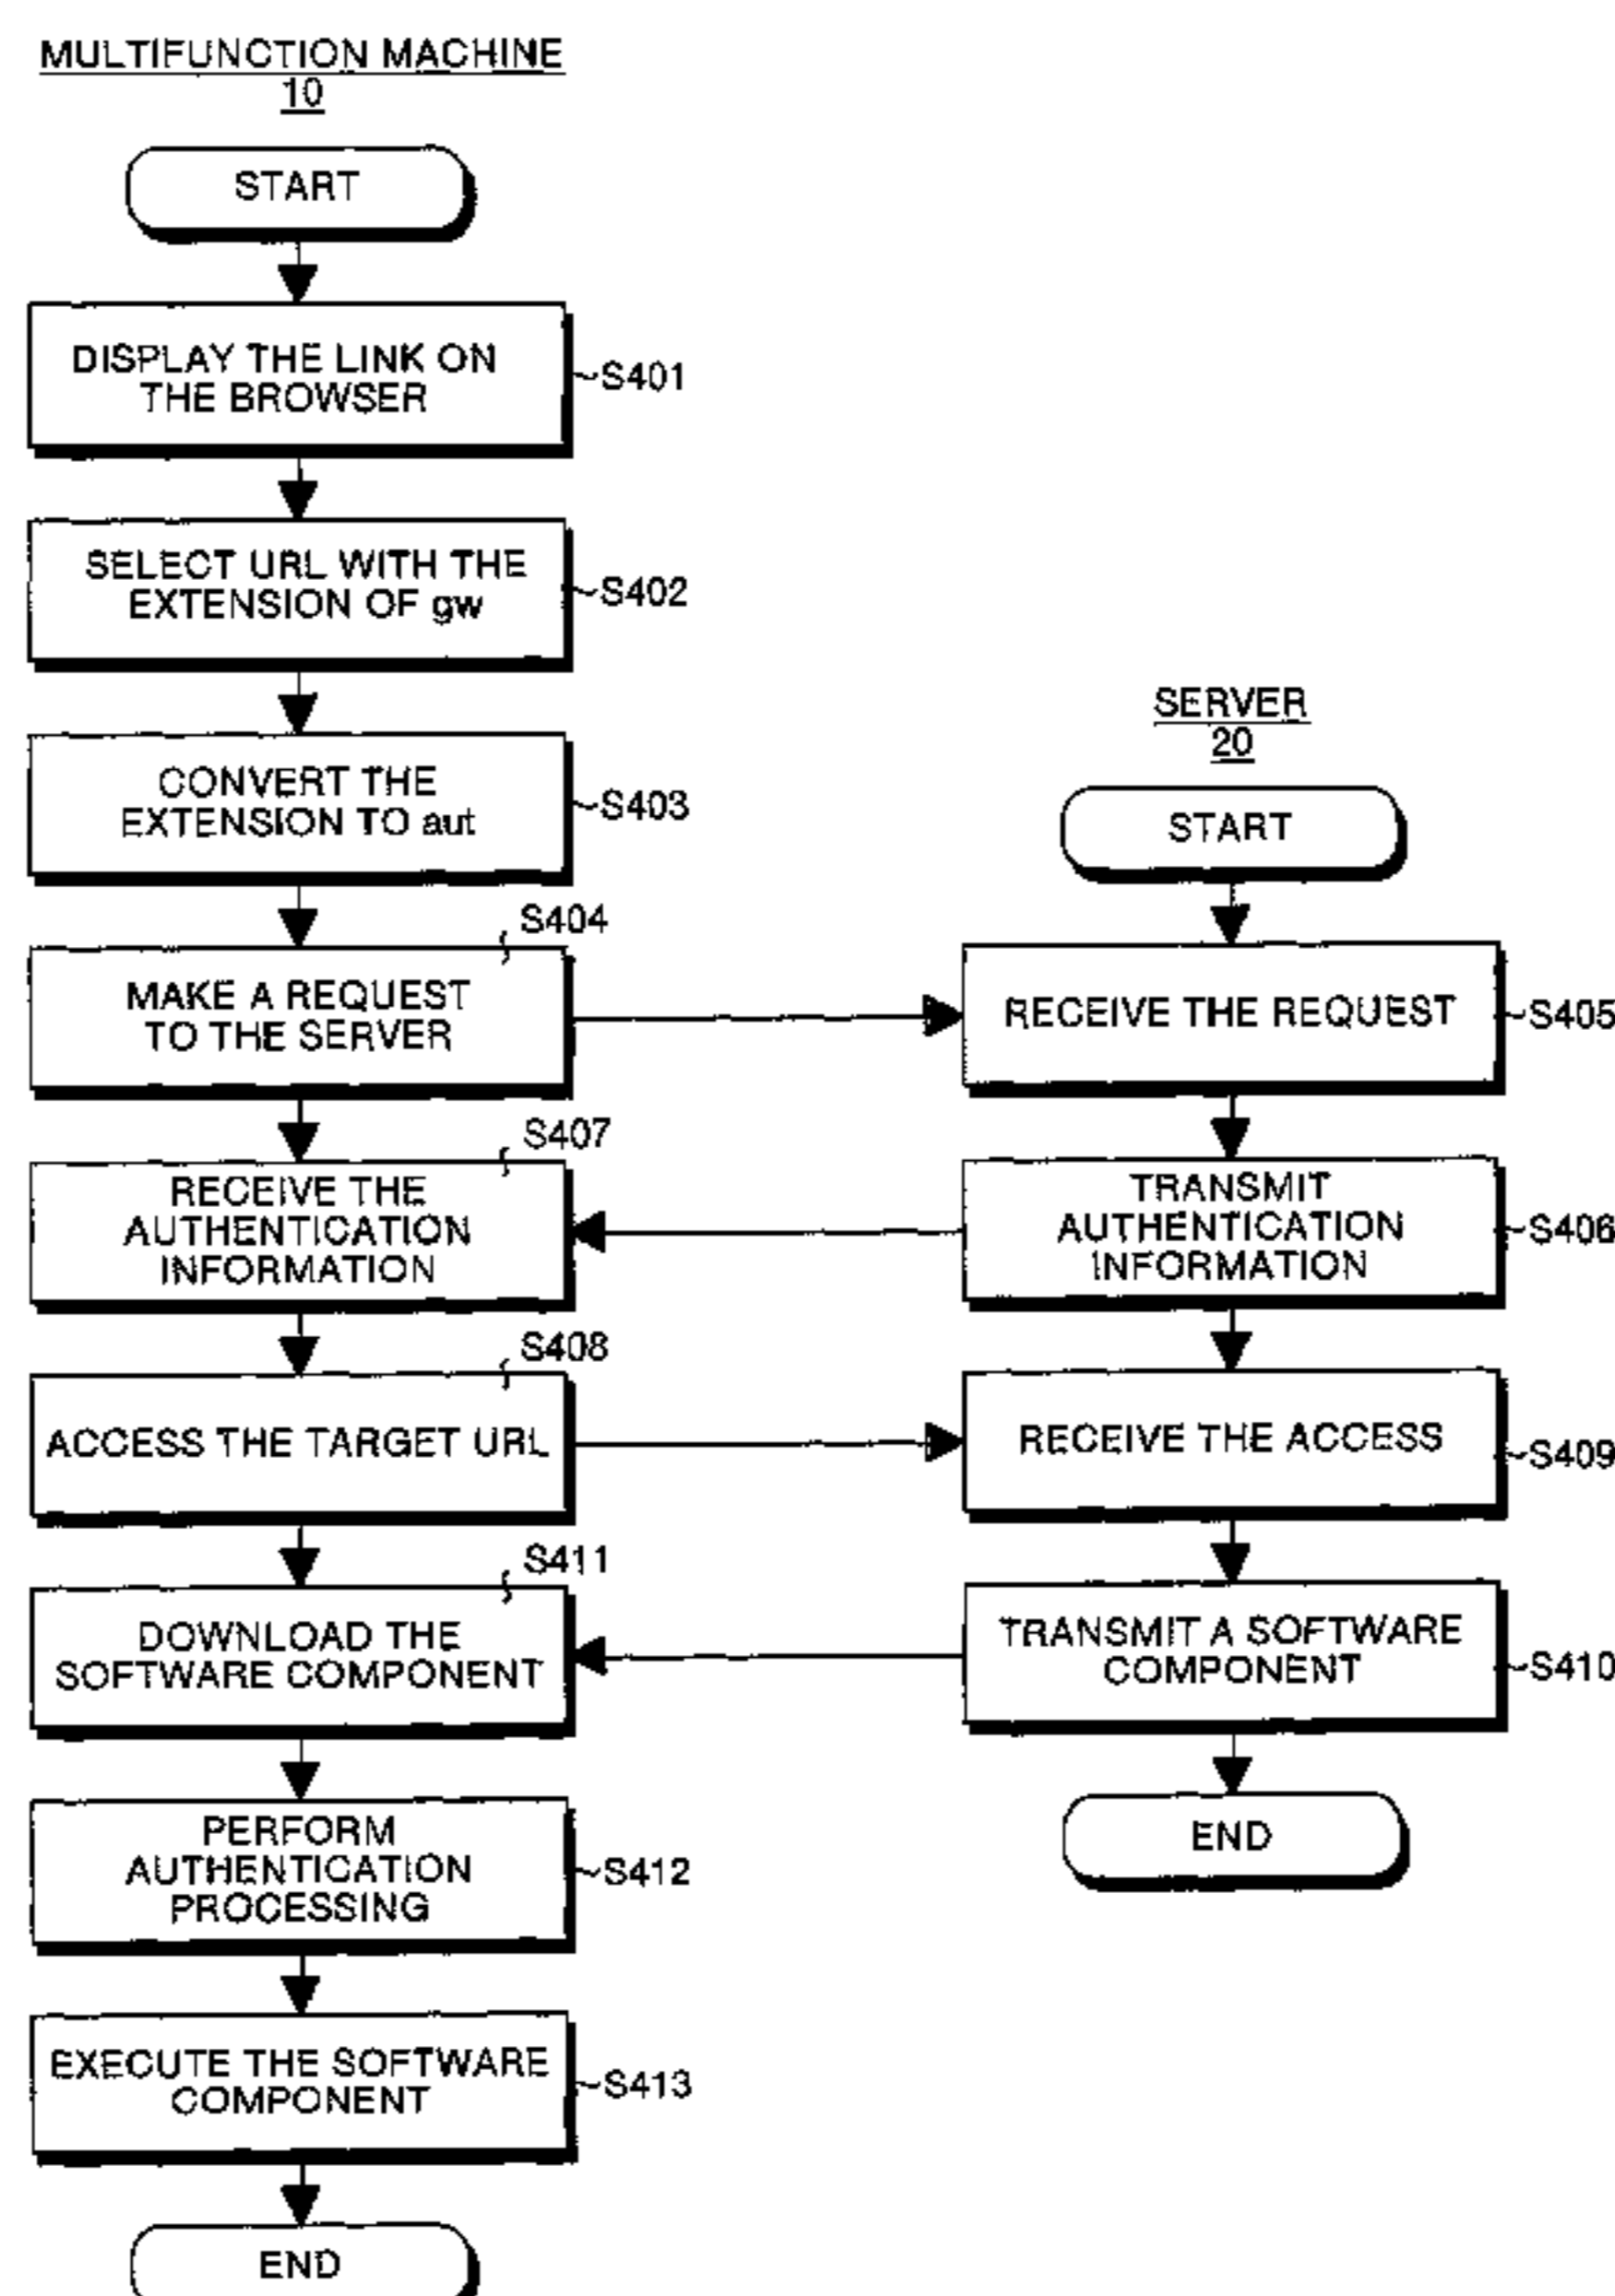 MULTIFUNCTION MACHINE
10
START
DISPLAY THE LINK ON
THE BROWSER
S401
SELECT URL WITH THE
EXTENSION OF gw
S402
CONVERT THE
EXTENSION TO aut
S403
S404
MAKE A REQUEST
TO THE SERVER
S407
RECEIVE THE
AUTHENTICATION
INFORMATION
S408
ACCESS THE TARGET URL
S411
DOWNLOAD THE
SOFTWARE COMPONENT
PERFORM
AUTHENTICATION
PROCESSING
S412
EXECUTE THE SOFTWARE
COMPONENT
S413
END
SERVER
20
START
RECEIVE THE REQUEST
S405
TRANSMIT
AUTHENTICATION
INFORMATION
S406
RECEIVE THE ACCESS
S409
TRANSMIT A SOFTWARE
COMPONENT
S410
END